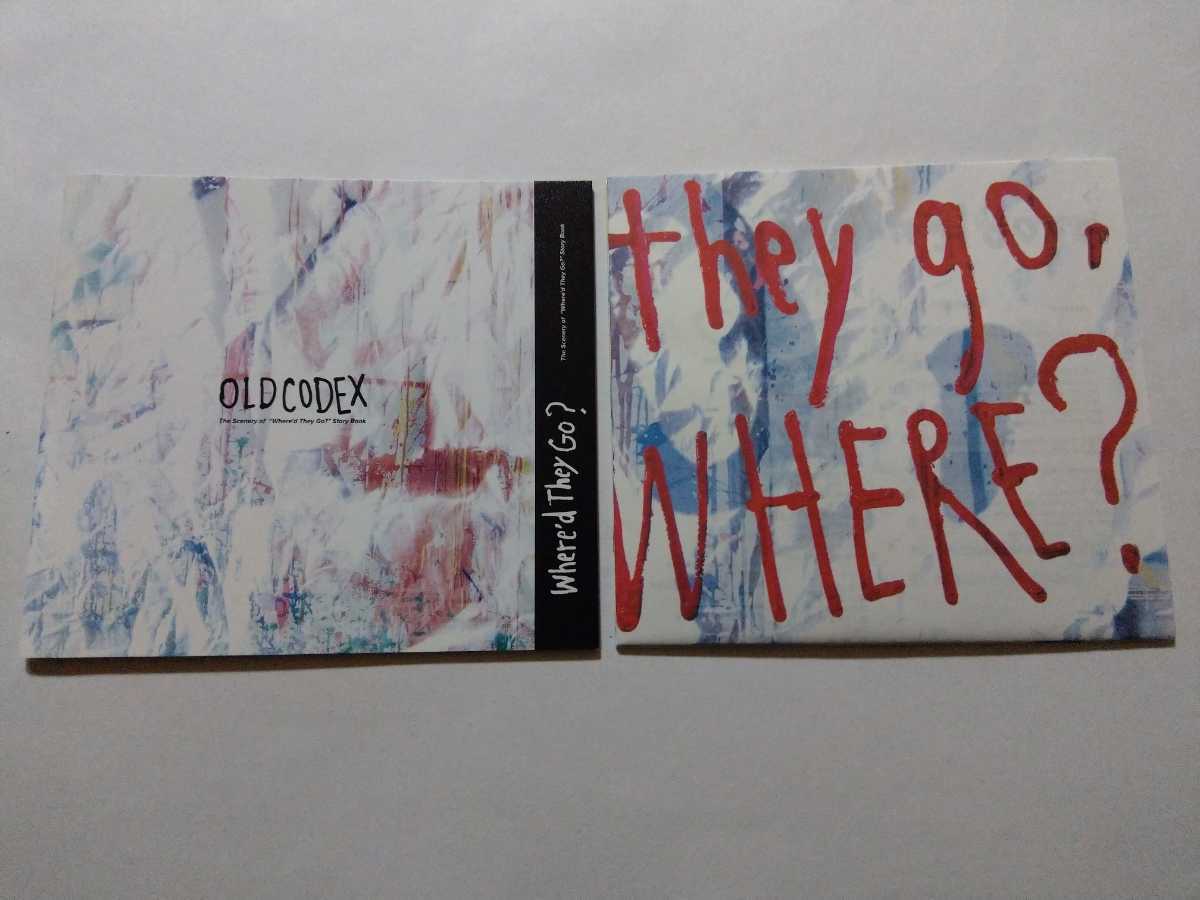 OLDCODEX
The Scenery of "Where'd They Go?" Story Book
Where'd They Go?
The Scenery of "Where'd They Go?" Story Book
they go,
WHERE?